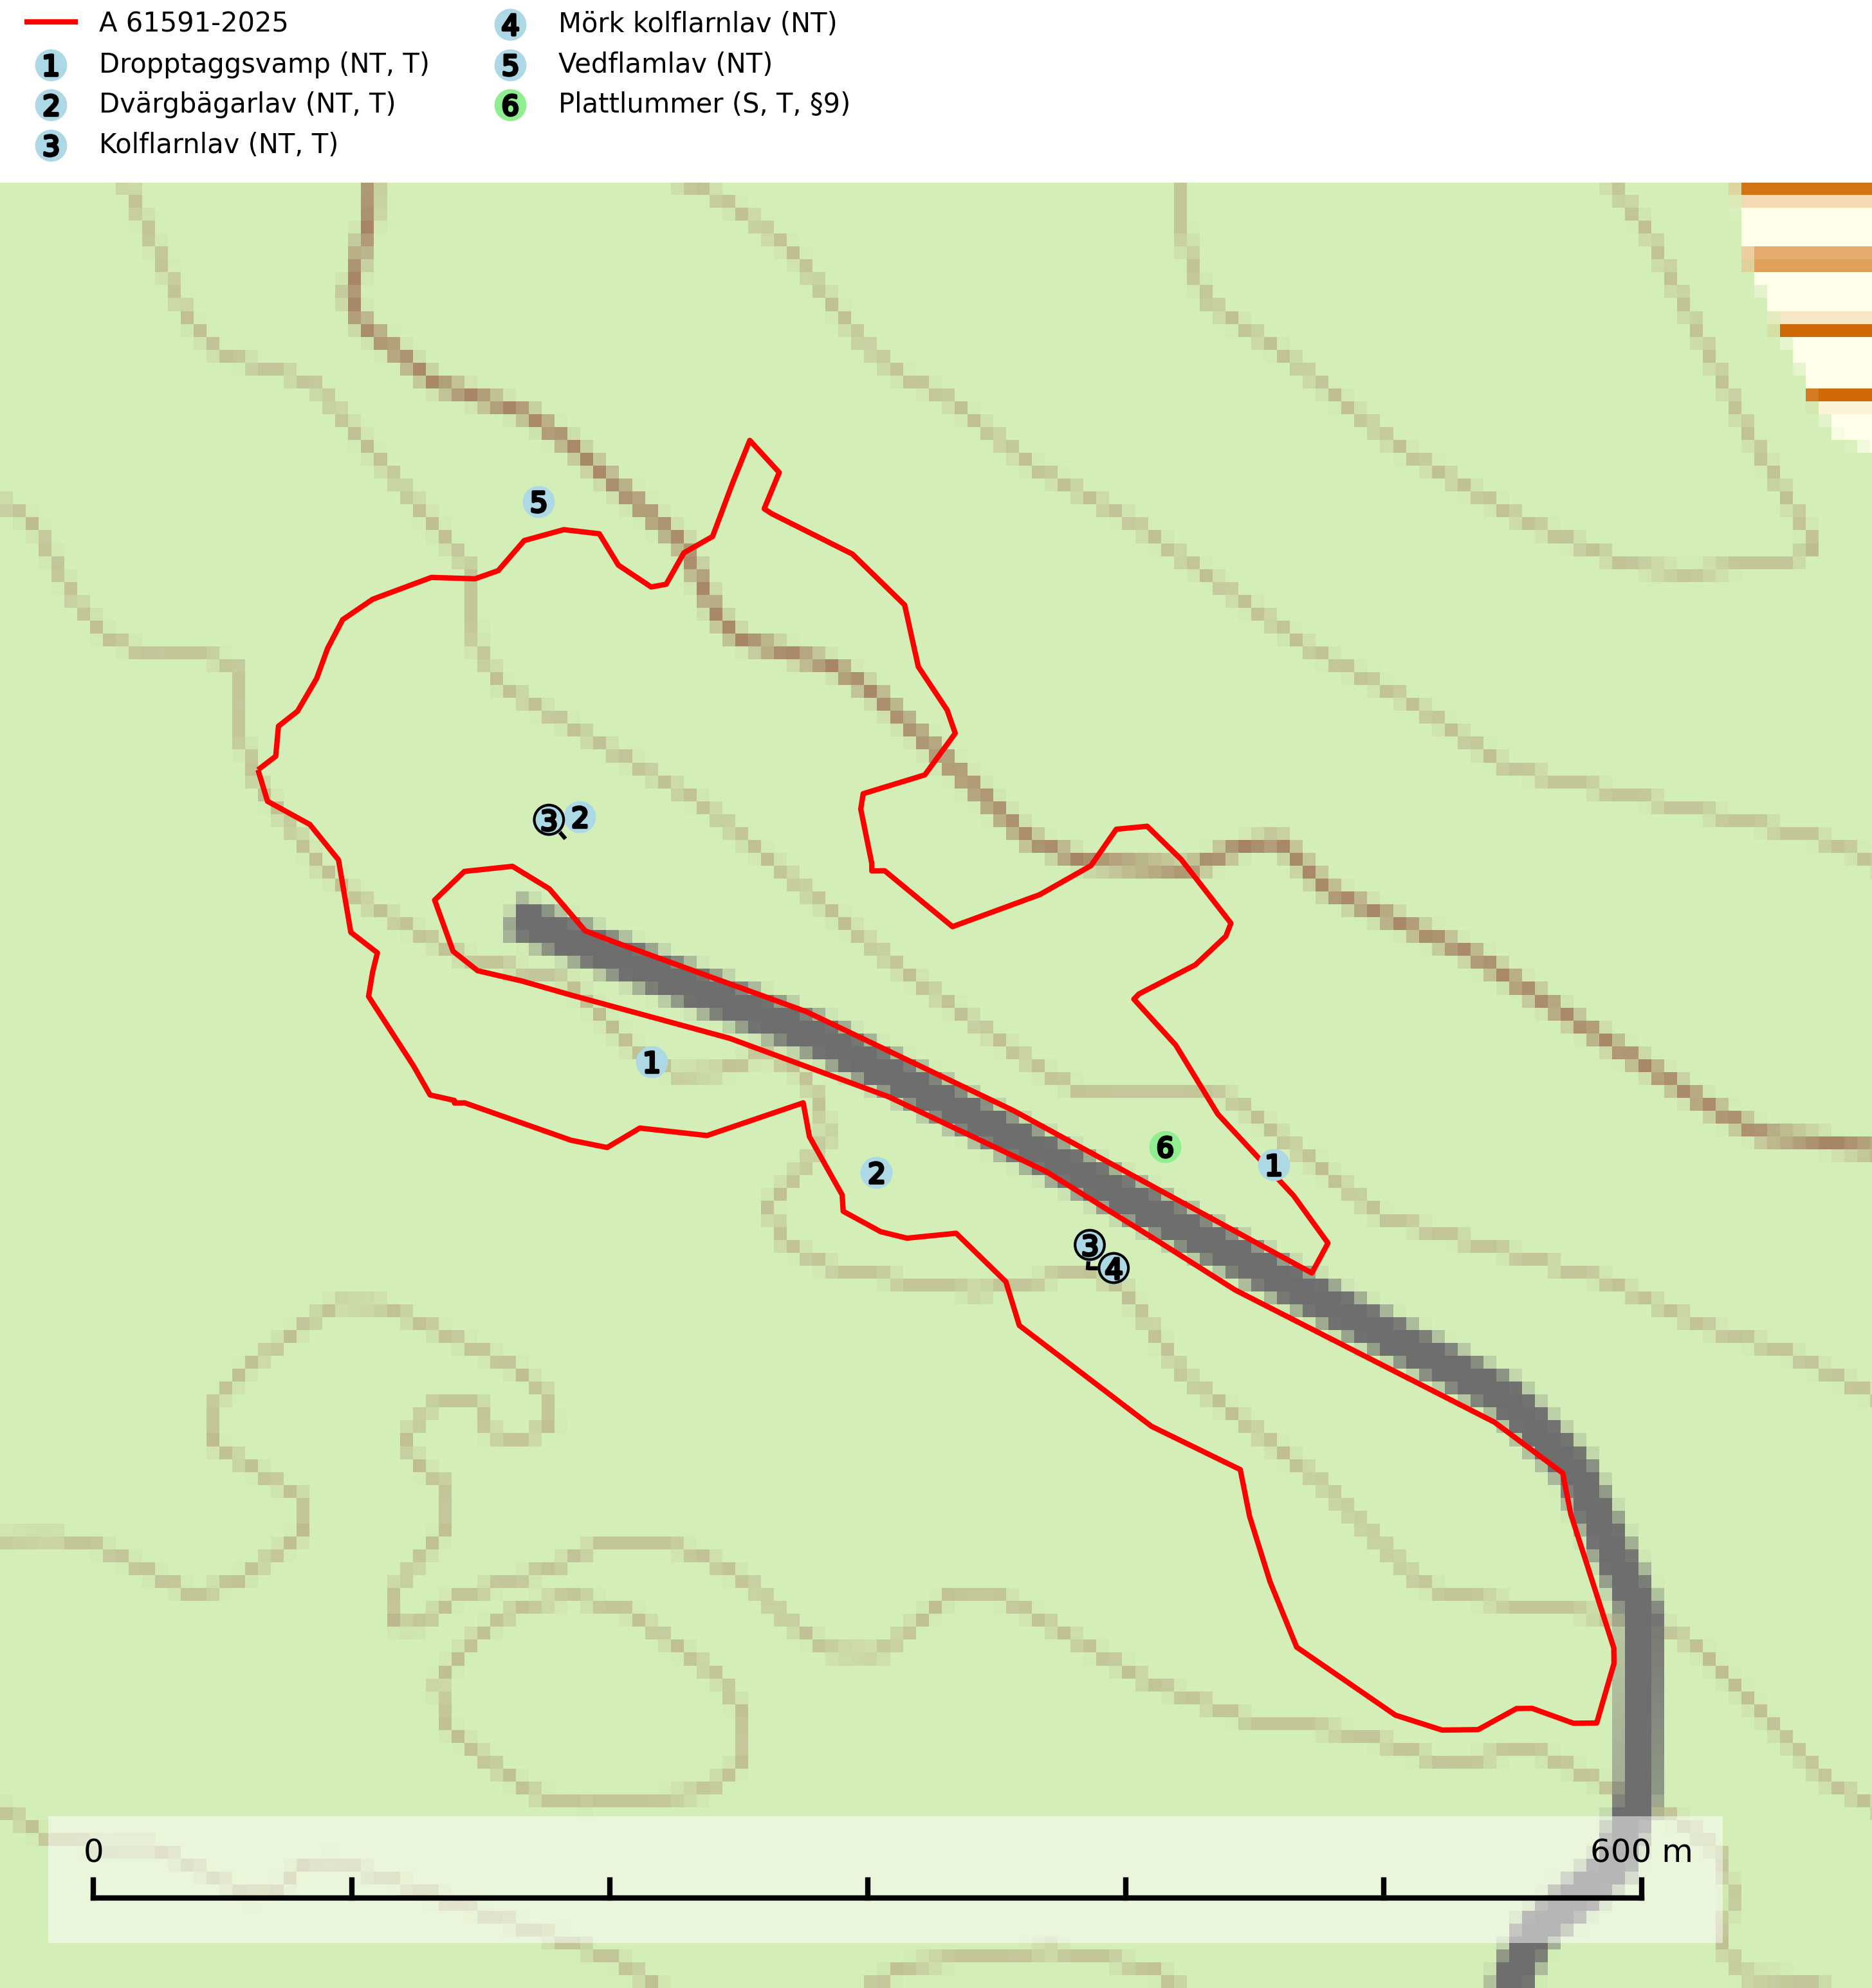 A 61591-2025
1 Dropptaggsvamp (NT, T)
2 Dvärgbägarlav (NT, T)
3 Kolflarnlav (NT, T)
4 Mörk kolflarnlav (NT)
5 Vedflamlav (NT)
6 Plattlummer (S, T, §9)
5
3 2
1
6
1
2
3
4
0 600 m